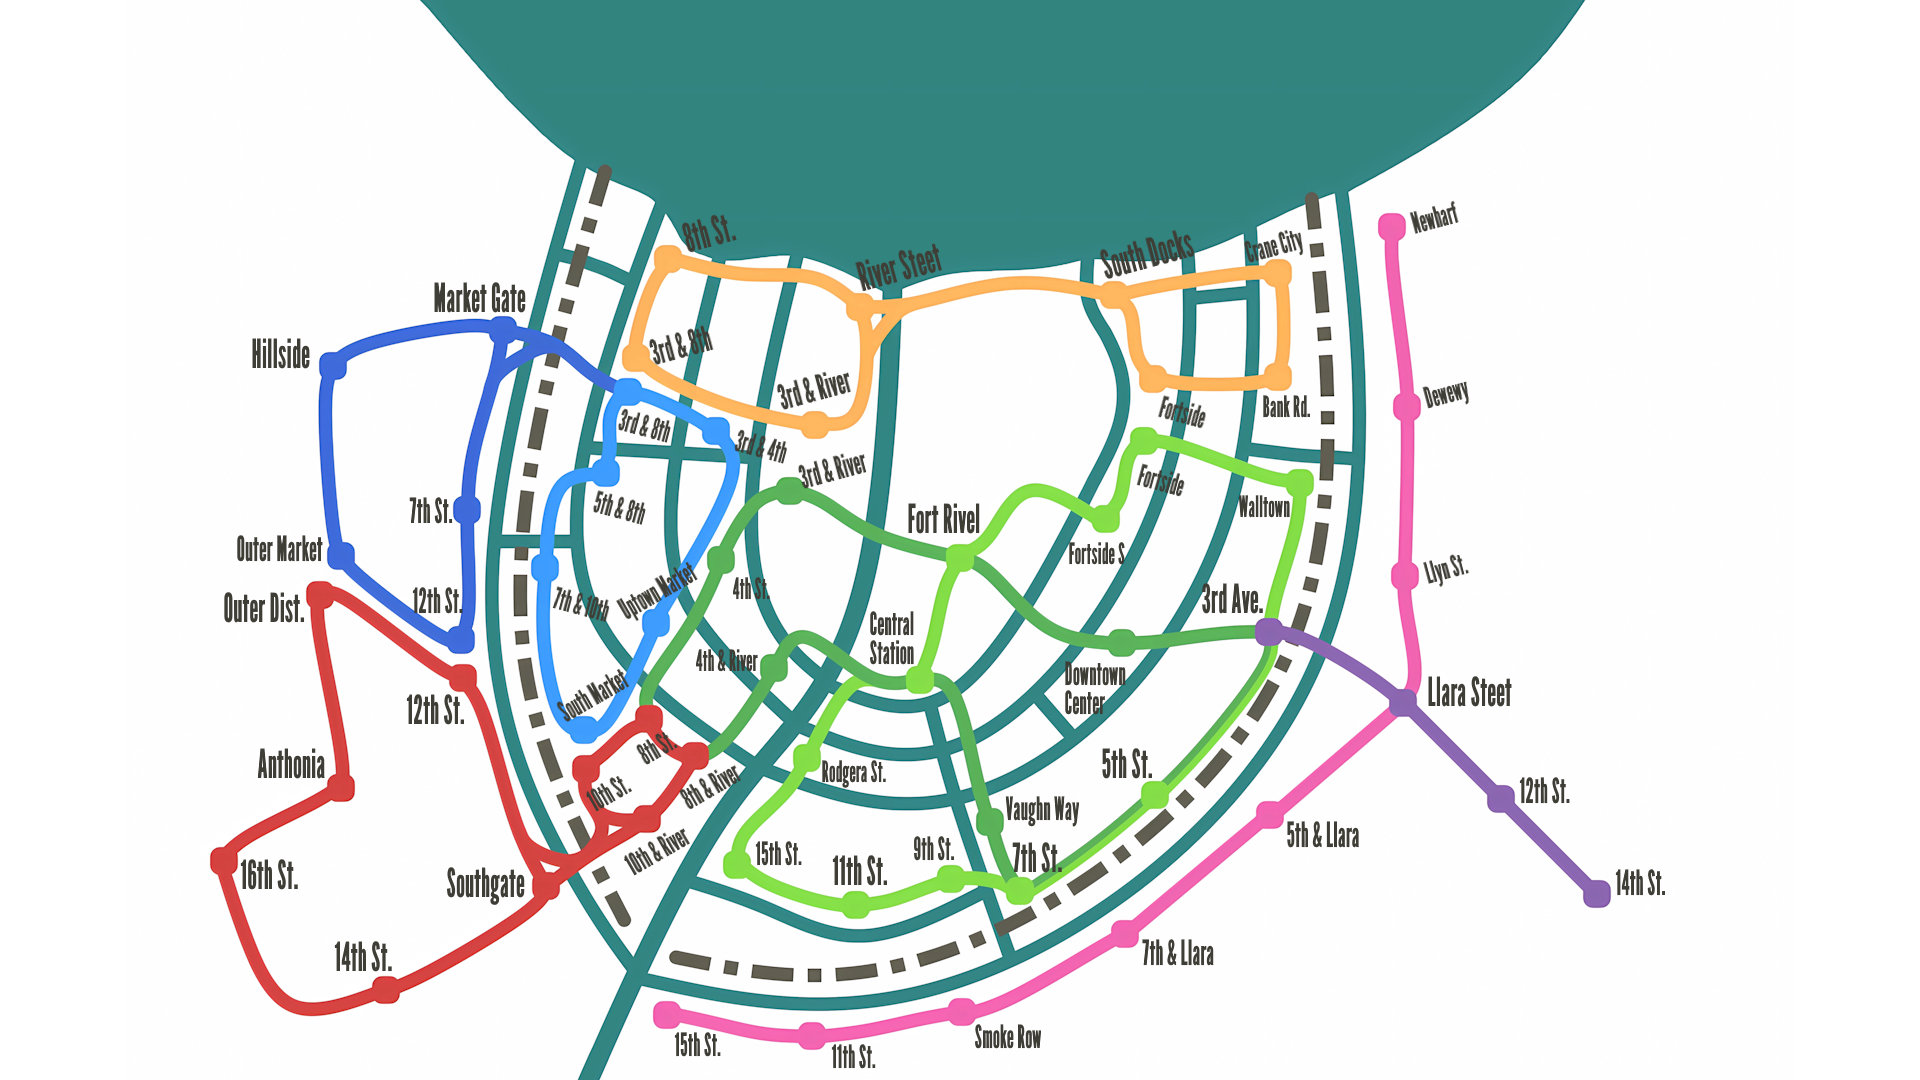 Newharf
8th St.
Crane City
South Docks
River Steet
Market Gate
Hillside
3rd & 8th
3rd & River
Dewewy
Fortside
Bank Rd.
3rd & 8th
3rd & 4th
3rd & River
Fortside
Walltown
7th St.
5th & 8th
Fort Rivel
Outer Market
Fortside S
Llyn St.
Outer Dist.
12th St.
7th & 10th
Uptown Market
4th St.
3rd Ave.
Central
Station
4th & River
Downtown
Center
Llara Steet
12th St.
South Market
8th St.
Anthonia
10th St.
8th & River
Rodgera St.
5th St.
12th St.
Vaughn Way
5th & Llara
16th St.
Southgate
10th & River
15th St.
11th St.
9th St.
7th St.
14th St.
14th St.
7th & Llara
15th St.
11th St.
Smoke Row